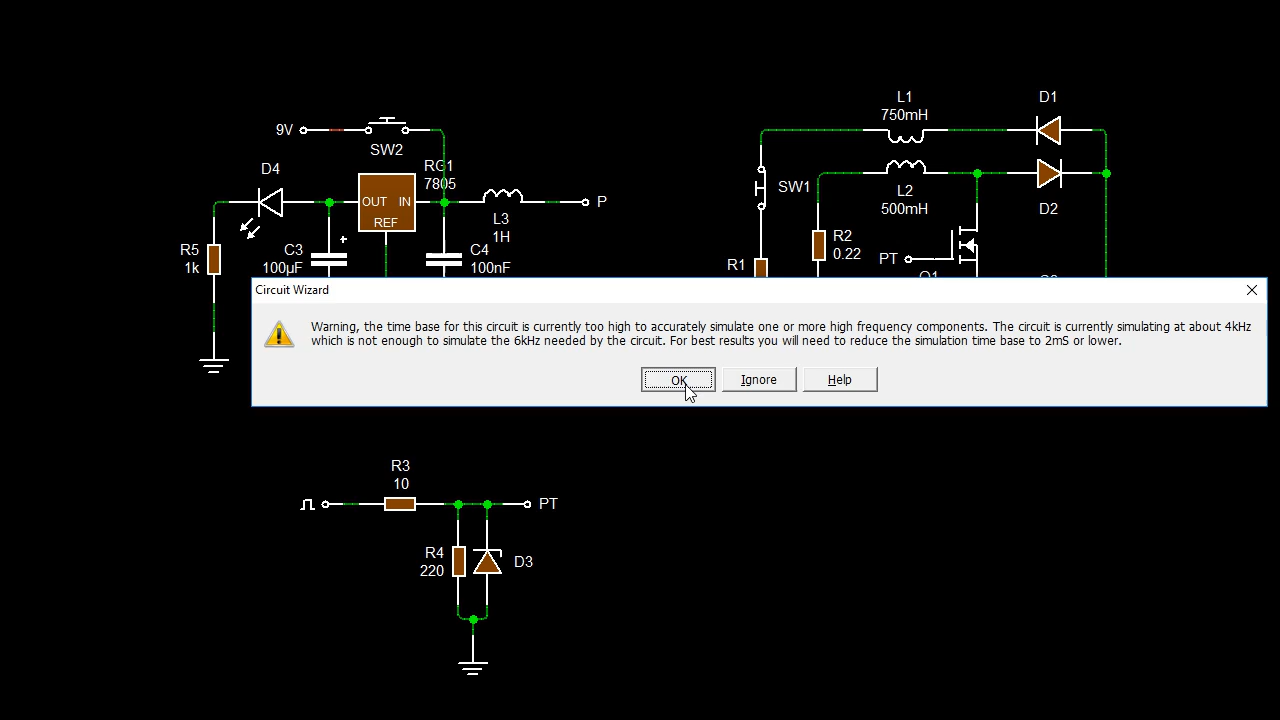 L1
750mH
D1
9V
SW2
RG1
7805
D4
OUT IN
REF
SW1
L2
500mH
D2
P
L3
1H
R5
1k
C3
100µF
C4
100nF
R2
0.22
PT
R1
Circuit Wizard
Warning, the time base for this circuit is currently too high to accurately simulate one or more high frequency components. The circuit is currently simulating at about 4kHz
which is not enough to simulate the 6kHz needed by the circuit. For best results you will need to reduce the simulation time base to 2mS or lower.
OK
Ignore
Help
R3
10
PT
R4
220
D3